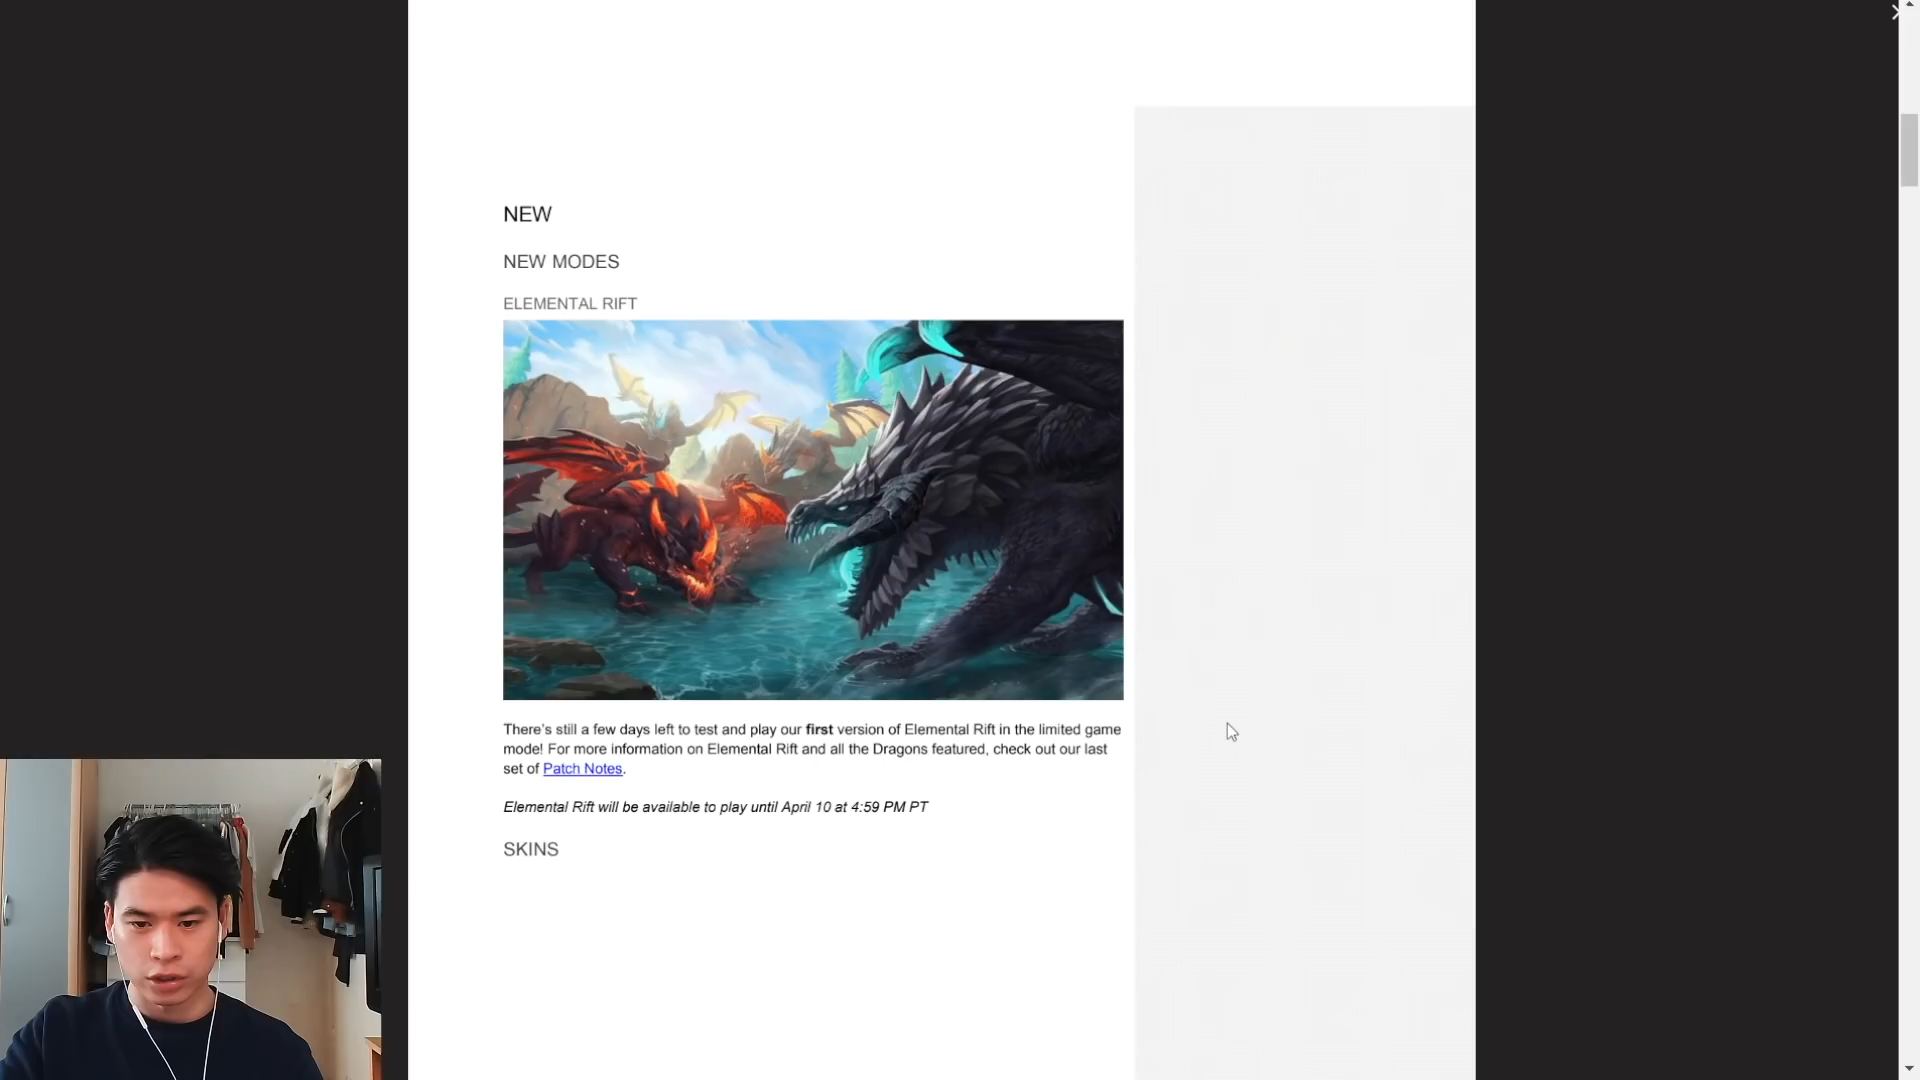 NEW
NEW MODES
ELEMENTAL RIFT
There's still a few days left to test and play our first version of Elemental Rift in the limited game
mode! For more information on Elemental Rift and all the Dragons featured, check out our last
set of Patch Notes.
Elemental Rift will be available to play until April 10 at 4:59 PM PT
SKINS